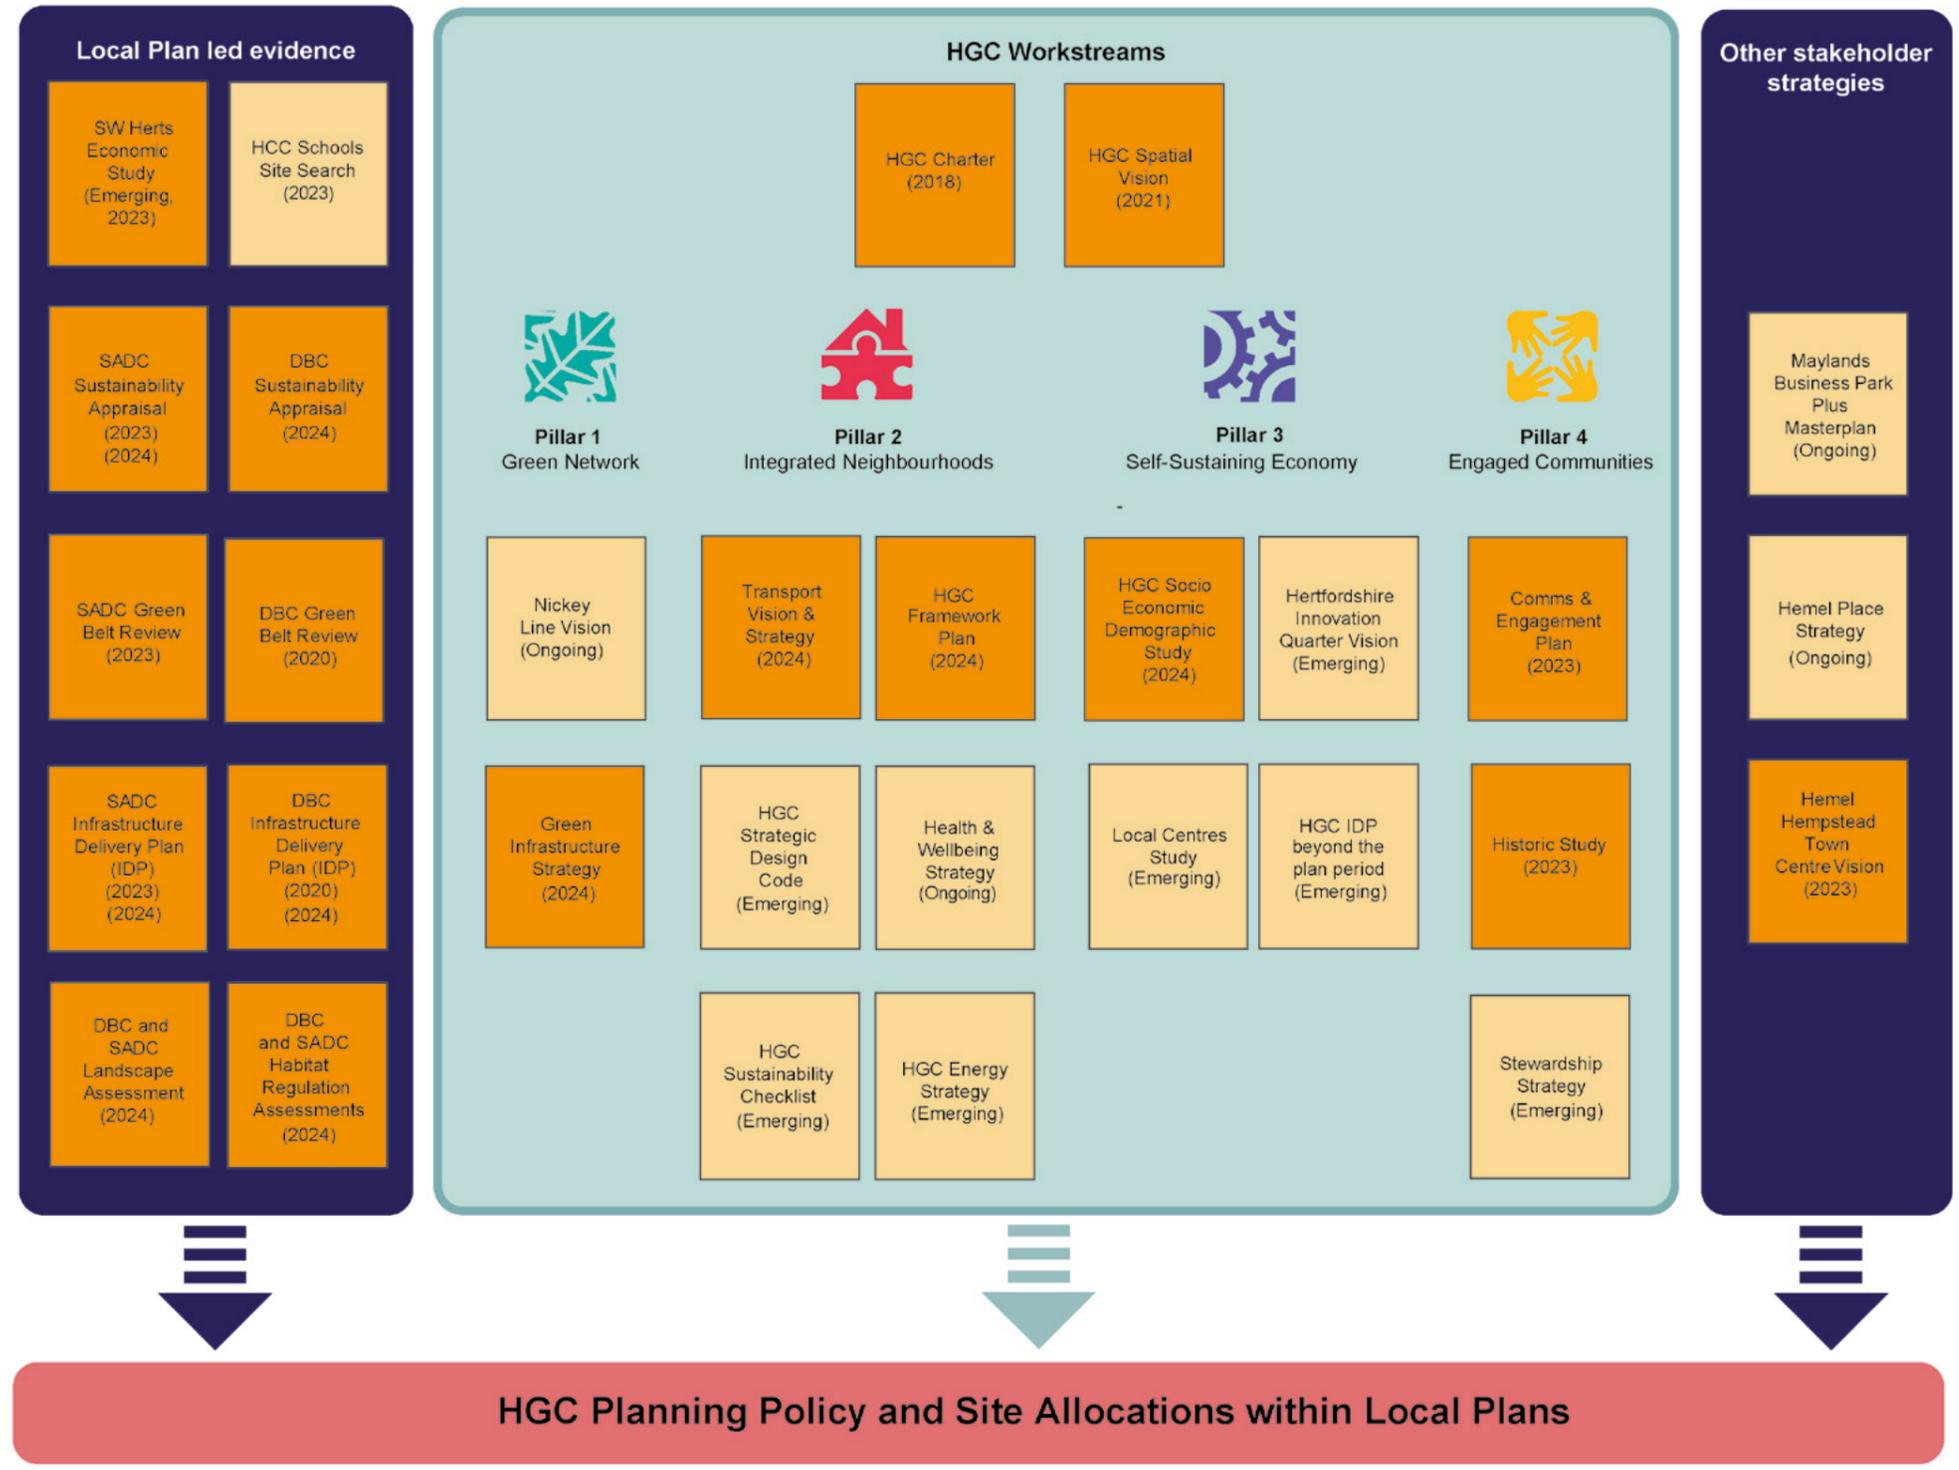 Local Plan led evidence
SW Herts
Economic
Study
(Emerging,
2023)
HCC Schools
Site Search
(2023)
SADC
Sustainability
Appraisal
(2023)
(2024)
DBC
Sustainability
Appraisal
(2024)
SADC Green
Belt Review
(2023)
DBC Green
Belt Review
(2020)
SADC
Infrastructure
Delivery Plan
(IDP)
(2023)
(2024)
DBC
Infrastructure
Delivery
Plan (IDP)
(2020)
(2024)
DBC and
SADC
Landscape
Assessment
(2024)
DBC
and SADC
Habitat
Regulation
Assessments
(2024)
HGC Workstreams
HGC Charter
(2018)
HGC Spatial
Vision
(2021)
Pillar 1
Green Network
Pillar 2
Integrated Neighbourhoods
Pillar 3
Self-Sustaining Economy
-
Pillar 4
Engaged Communities
Nickey
Line Vision
(Ongoing)
Transport
Vision &
Strategy
(2024)
HGC
Framework
Plan
(2024)
HGC Socio
Economic
Demographic
Study
(2024)
Hertfordshire
Innovation
Quarter Vision
(Emerging)
Comms &
Engagement
Plan
(2023)
Green
Infrastructure
Strategy
(2024)
HGC
Strategic
Design
Code
(Emerging)
Health &
Wellbeing
Strategy
(Ongoing)
Local Centres
Study
(Emerging)
HGC IDP
beyond the
plan period
(Emerging)
Historic Study
(2023)
HGC
Sustainability
Checklist
(Emerging)
HGC Energy
Strategy
(Emerging)
Stewardship
Strategy
(Emerging)
Other stakeholder
strategies
Maylands
Business Park
Plus
Masterplan
(Ongoing)
Hemel Place
Strategy
(Ongoing)
Hemel
Hempstead
Town
Centre Vision
(2023)
HGC Planning Policy and Site Allocations within Local Plans